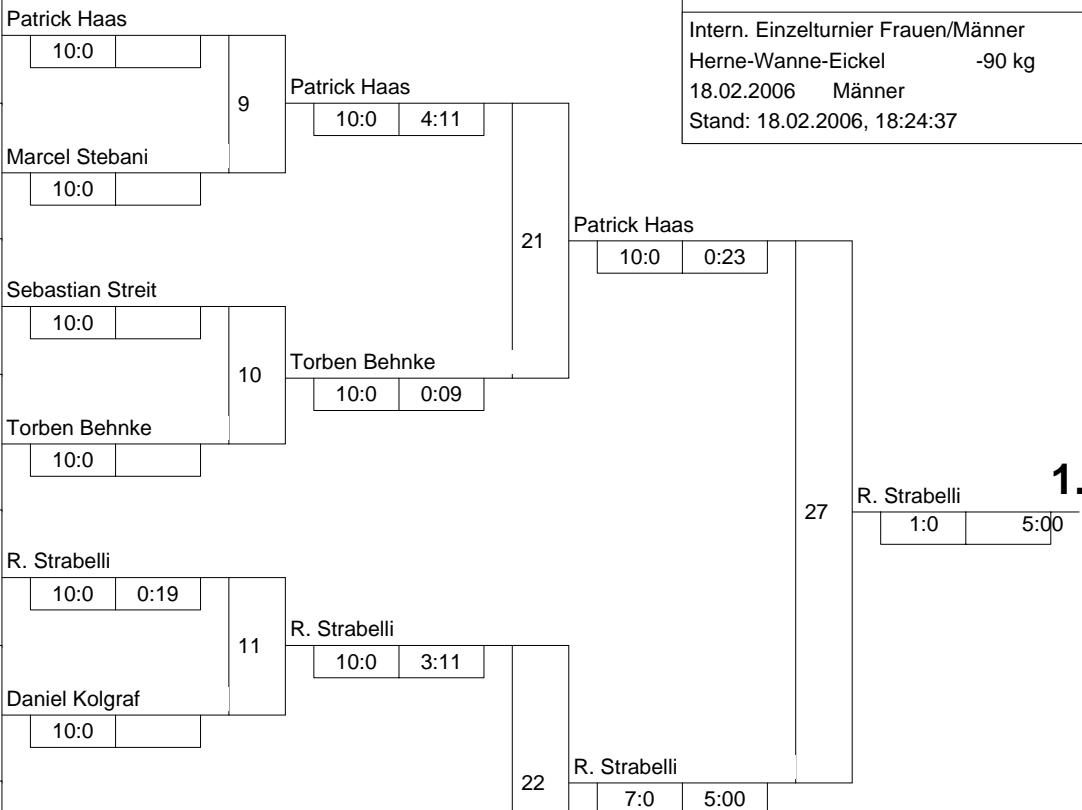 Patrick Haas
10:0
9
Marcel Stebani
10:0
Sebastian Streit
10:0
10
Torben Behnke
10:0
R. Strabelli
10:0 0:19
11
Daniel Kolgraf
10:0
Patrick Haas
10:0 4:11
21
Torben Behnke
10:0 0:09
R. Strabelli
10:0 3:11
22
Patrick Haas
10:0 0:23
27
R. Strabelli
7:0 5:00
R. Strabelli 1.
1:0 5:00
Intern. Einzelturnier Frauen/Männer
Herne-Wanne-Eickel -90 kg
18.02.2006 Männer
Stand: 18.02.2006, 18:24:37